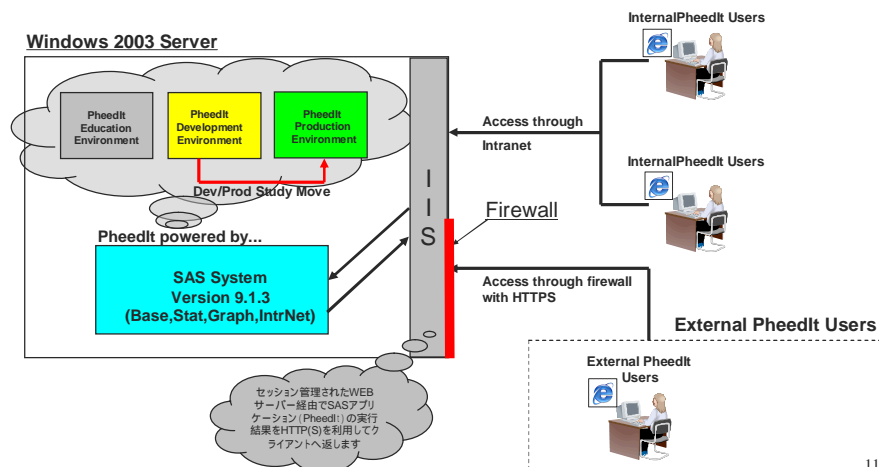 InternalPheedIt Users
Windows 2003 Server
PheedIt
Education
Environment
PheedIt
Development
Environment
PheedIt
Production
Environment
Dev/Prod Study Move
Access through
Intranet
InternalPheedIt Users
I
I
S
Firewall
PheedIt powered by...
SAS System
Version 9.1.3
(Base,Stat,Graph,IntrNet)
Access through firewall
with HTTPS
External PheedIt Users
External PheedIt
Users
セッション管理されたWEB
サーバー経由でSASアプリ
ケーション(PheedIt)の実行
結果をHTTP(S)を利用してク
ライアントへ返します
11